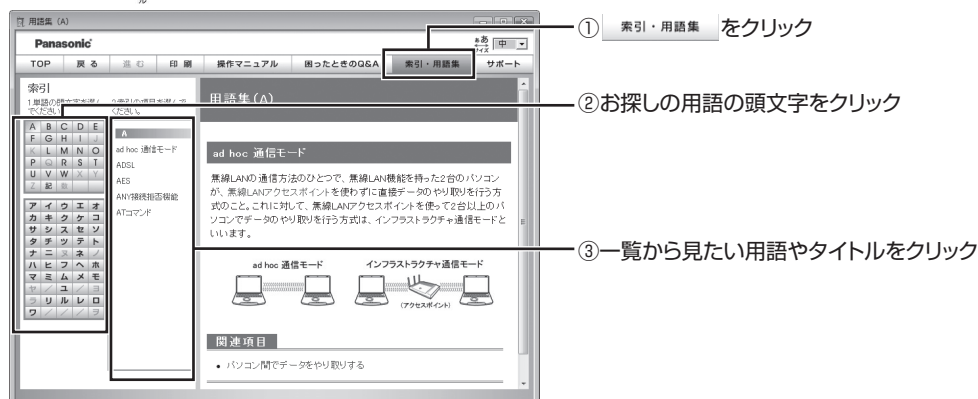 ル
用語集 (A)
Panasonic
中
TOP 戻る 進む 印刷 操作マニュアル 困ったときのQ&A 索引・用語集 サポート
索引
A B C D E
F G H I J
K L M N O
P Q R S T
U V W X Y
Z 記 数
ア イ ウ エ オ
カ キ ク ケ コ
サ シ ス セ ソ
タ チ ツ テ ト
ナ ニ ヌ ネ ノ
ハ ヒ フ ヘ ホ
マ ミ ム メ モ
ヤ / ユ / ヨ
ラ リ ル レ ロ
ワ / / / ヲ
A
ad hoc 通信モード
ADSL
AES
ANY接続拒否機能
ATコマンド
用語集(A)
ad hoc 通信モード
無線LANの通信方法のひとつで、無線LAN機能を持った2台のパソコン
が、無線LANアクセスポイントを使わずに直接データのやり取りを行う方
式のこと。これに対して、無線LANアクセスポイントを使って2台以上のパ
ソコンでデータのやり取りを行う方式は、インフラストラクチャ通信モードと
いいます。
ad hoc 通信モード インフラストラクチャ通信モード
(アクセスポイント)
関連項目
• パソコン間でデータをやり取りする
① 索引・用語集 をクリック
②お探しの用語の頭文字をクリック
③一覧から見たい用語やタイトルをクリック